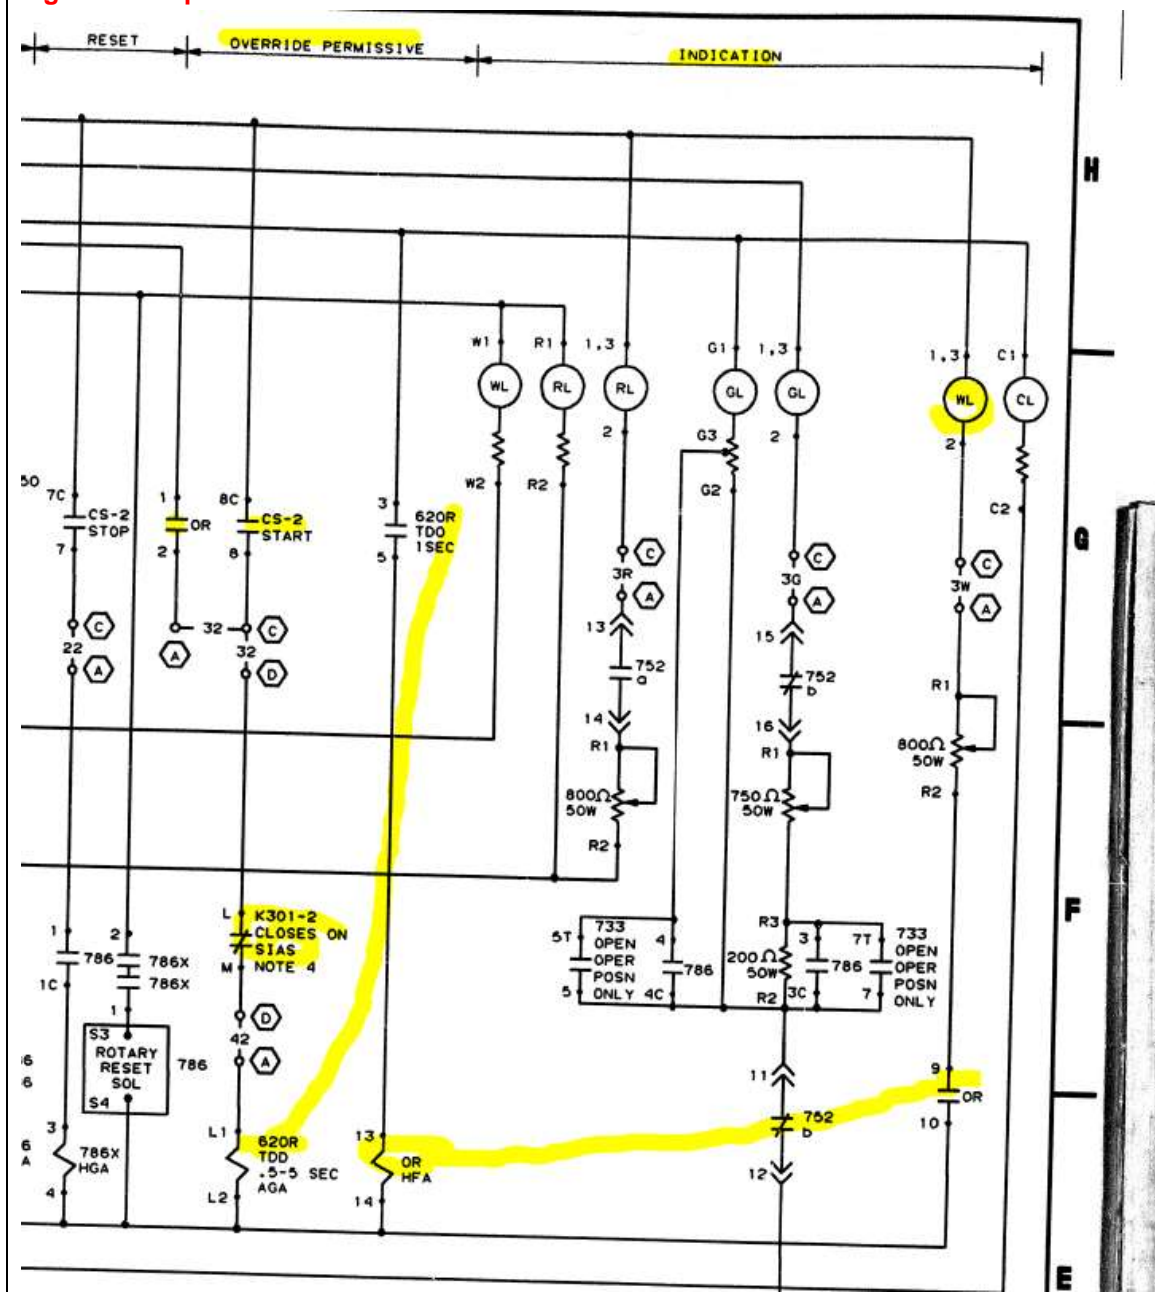 RESET
OVERRIDE PERMISSIVE
INDICATION
H
W1
R1
1,3
G1
1,3
1,3
C1
WL
RL
RL
GL
GL
WL
CL
2
G3
2
2
W2
R2
G2
C2
50
7C
1
8C
3
CS-2
STOP
OR
CS-2
START
620R
TDO
1SEC
7
2
8
5
G
C
3R
A
C
3G
A
C
3W
A
C
22
A
A
32
C
32
D
13
752
a
14
15
752
b
16
R1
800Ω
50W
R2
R1
750Ω
50W
R1
800Ω
50W
R2
F
1
786
1C
2
786X
786X
1
L
K301-2
CLOSES ON
SIAS
M
NOTE 4
5T
733
OPEN
OPER
POSN
ONLY
5
4
786
4C
R3
200Ω
50W
R2
3
786
3C
7T
733
OPEN
OPER
POSN
ONLY
7
S3
ROTARY
RESET
SOL
S4
786
D
42
A
11
9
OR
10
3
786X
HGA
4
L1
620R
TDD
.5-5 SEC
AGA
L2
13
OR
HFA
14
752
b
12
E